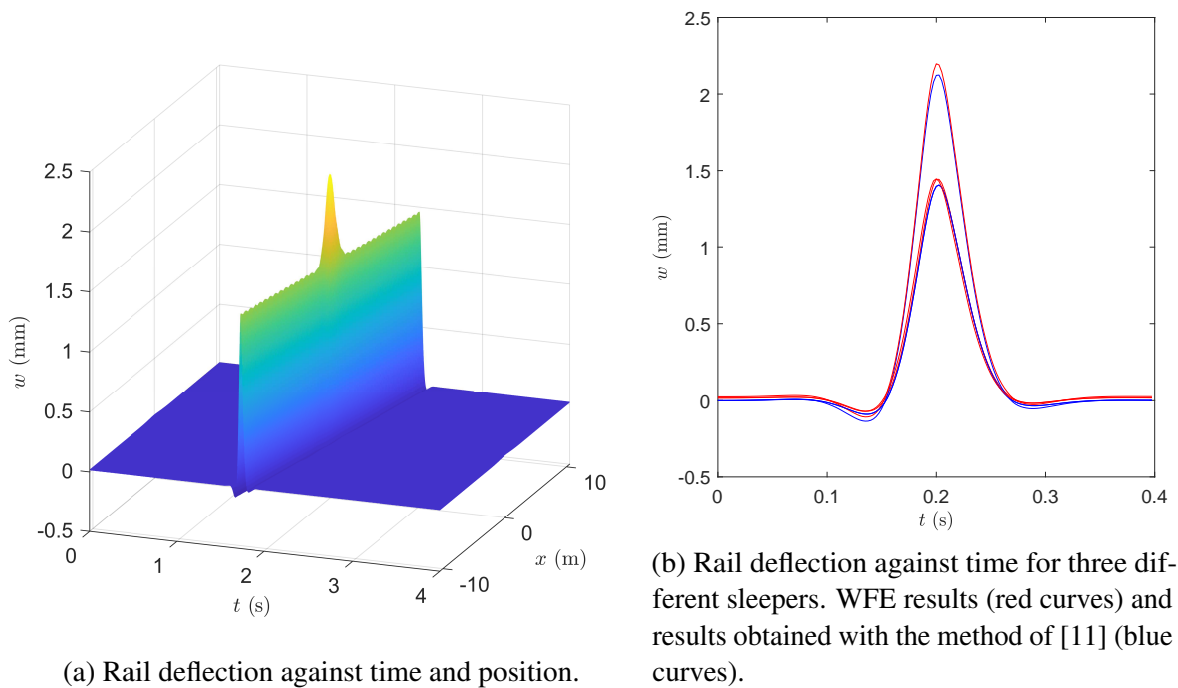 2.5
2
1.5
1
0.5
0
-0.5
w (mm)
0
1
2
3
4
t (s)
-10
0
10
x (m)
(a) Rail deflection against time and position.
2.5
2
1.5
1
0.5
0
-0.5
w (mm)
0
0.1
0.2
0.3
0.4
t (s)
(b) Rail deflection against time for three dif-
ferent sleepers. WFE results (red curves) and
results obtained with the method of [11] (blue
curves).